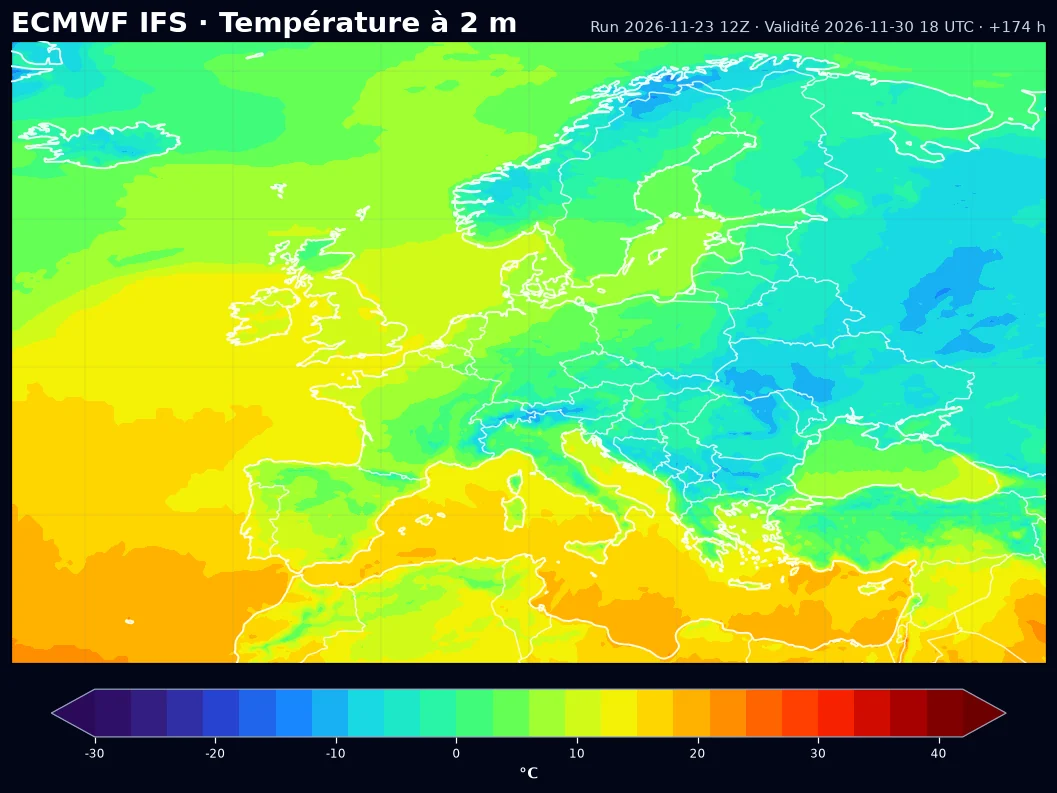 ECMWF IFS · Température à 2 m
Run 2026-11-23 12Z · Validité 2026-11-30 18 UTC · +174 h
-30 -20 -10 0 10 20 30 40
°C